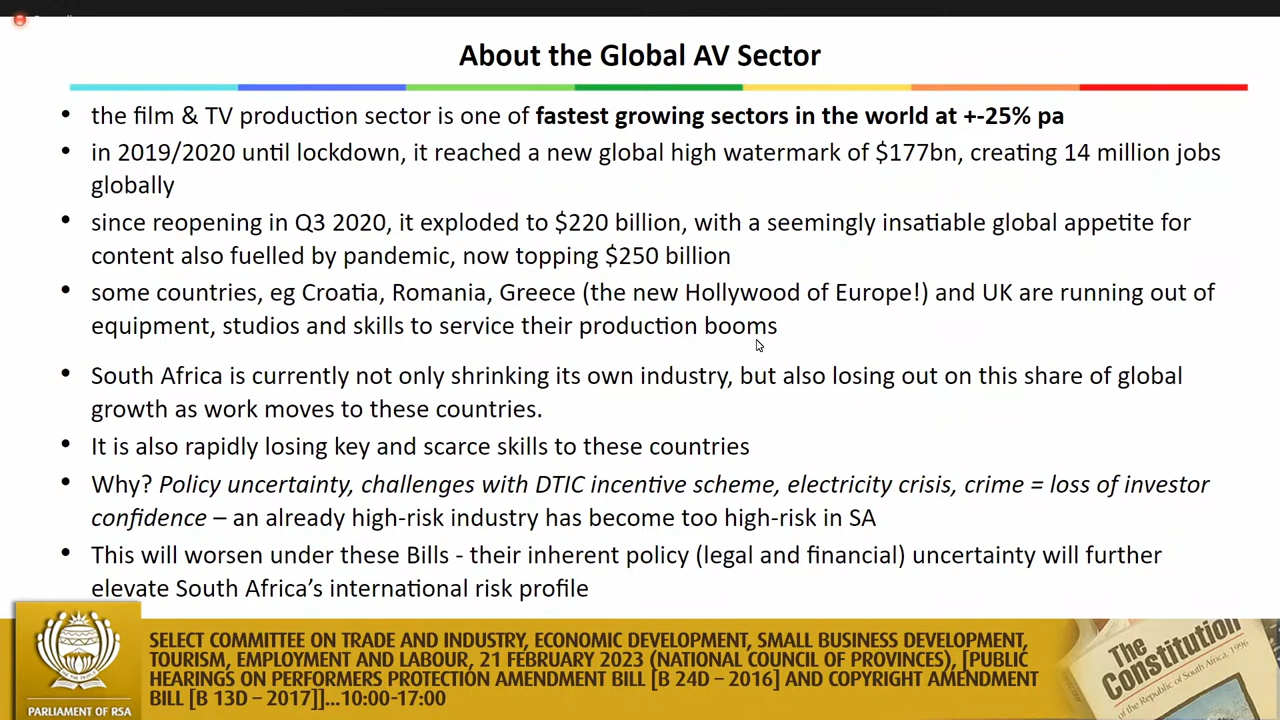 About the Global AV Sector
• the film & TV production sector is one of fastest growing sectors in the world at +-25% pa
• in 2019/2020 until lockdown, it reached a new global high watermark of $177bn, creating 14 million jobs
globally
• since reopening in Q3 2020, it exploded to $220 billion, with a seemingly insatiable global appetite for
content also fuelled by pandemic, now topping $250 billion
• some countries, eg Croatia, Romania, Greece (the new Hollywood of Europe!) and UK are running out of
equipment, studios and skills to service their production booms
• South Africa is currently not only shrinking its own industry, but also losing out on this share of global
growth as work moves to these countries.
• It is also rapidly losing key and scarce skills to these countries
• Why? Policy uncertainty, challenges with DTIC incentive scheme, electricity crisis, crime = loss of investor
confidence – an already high-risk industry has become too high-risk in SA
• This will worsen under these Bills - their inherent policy (legal and financial) uncertainty will further
elevate South Africa's international risk profile
SELECT COMMITTEE ON TRADE AND INDUSTRY, ECONOMIC DEVELOPMENT, SMALL BUSINESS DEVELOPMENT,
TOURISM, EMPLOYMENT AND LABOUR, 21 FEBRUARY 2023 (NATIONAL COUNCIL OF PROVINCES), [PUBLIC
HEARINGS ON PERFORMERS PROTECTION AMENDMENT BILL [B 24D – 2016] AND COPYRIGHT AMENDMENT
BILL [B 13D – 2017]]...10:00-17:00
PARLIAMENT OF RSA
The
Constitution
of the Republic of South Africa, 1996